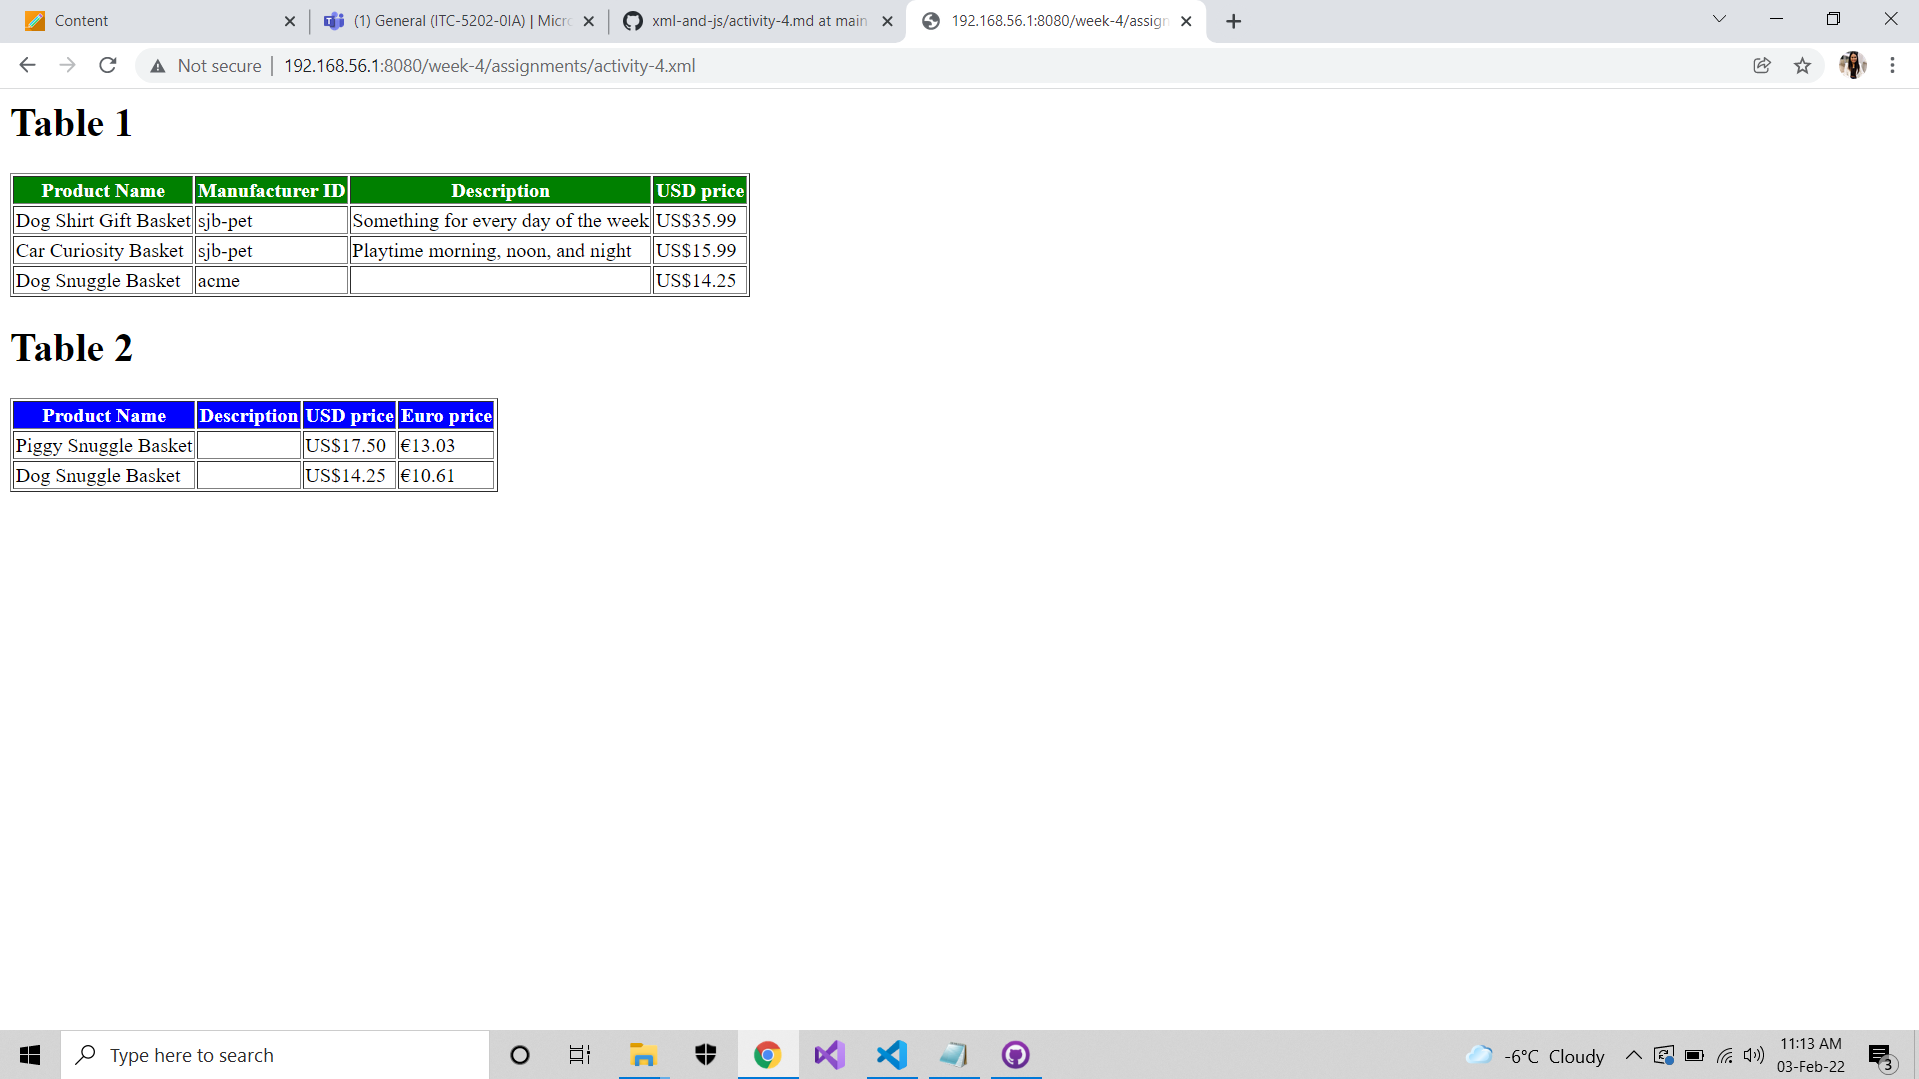 Content
(1) General (ITC-5202-0IA) | Micro
xml-and-js/activity-4.md at main
192.168.56.1:8080/week-4/assign
Not secure
192.168.56.1:8080/week-4/assignments/activity-4.xml
Table 1
Product Name Manufacturer ID Description USD price
Dog Shirt Gift Basket sjb-pet Something for every day of the week US$35.99
Car Curiosity Basket sjb-pet Playtime morning, noon, and night US$15.99
Dog Snuggle Basket acme US$14.25
Table 2
Product Name Description USD price Euro price
Piggy Snuggle Basket US$17.50 €13.03
Dog Snuggle Basket US$14.25 €10.61
Type here to search
-6°C Cloudy
11:13 AM
03-Feb-22
3